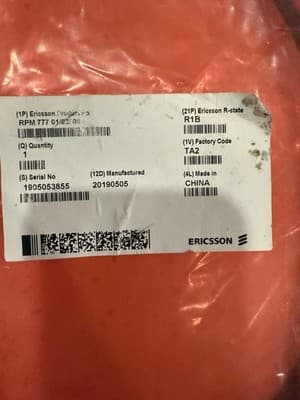 (1P) Ericsson
RPM 777
(Q) Quantity
1
(S) Serial No (12D) Manufactured
1905053855 20190505
(21P) Ericsson R-state
R1B
(1V) Factory Code
TA2
(4L) Made in
CHINA
ERICSSON